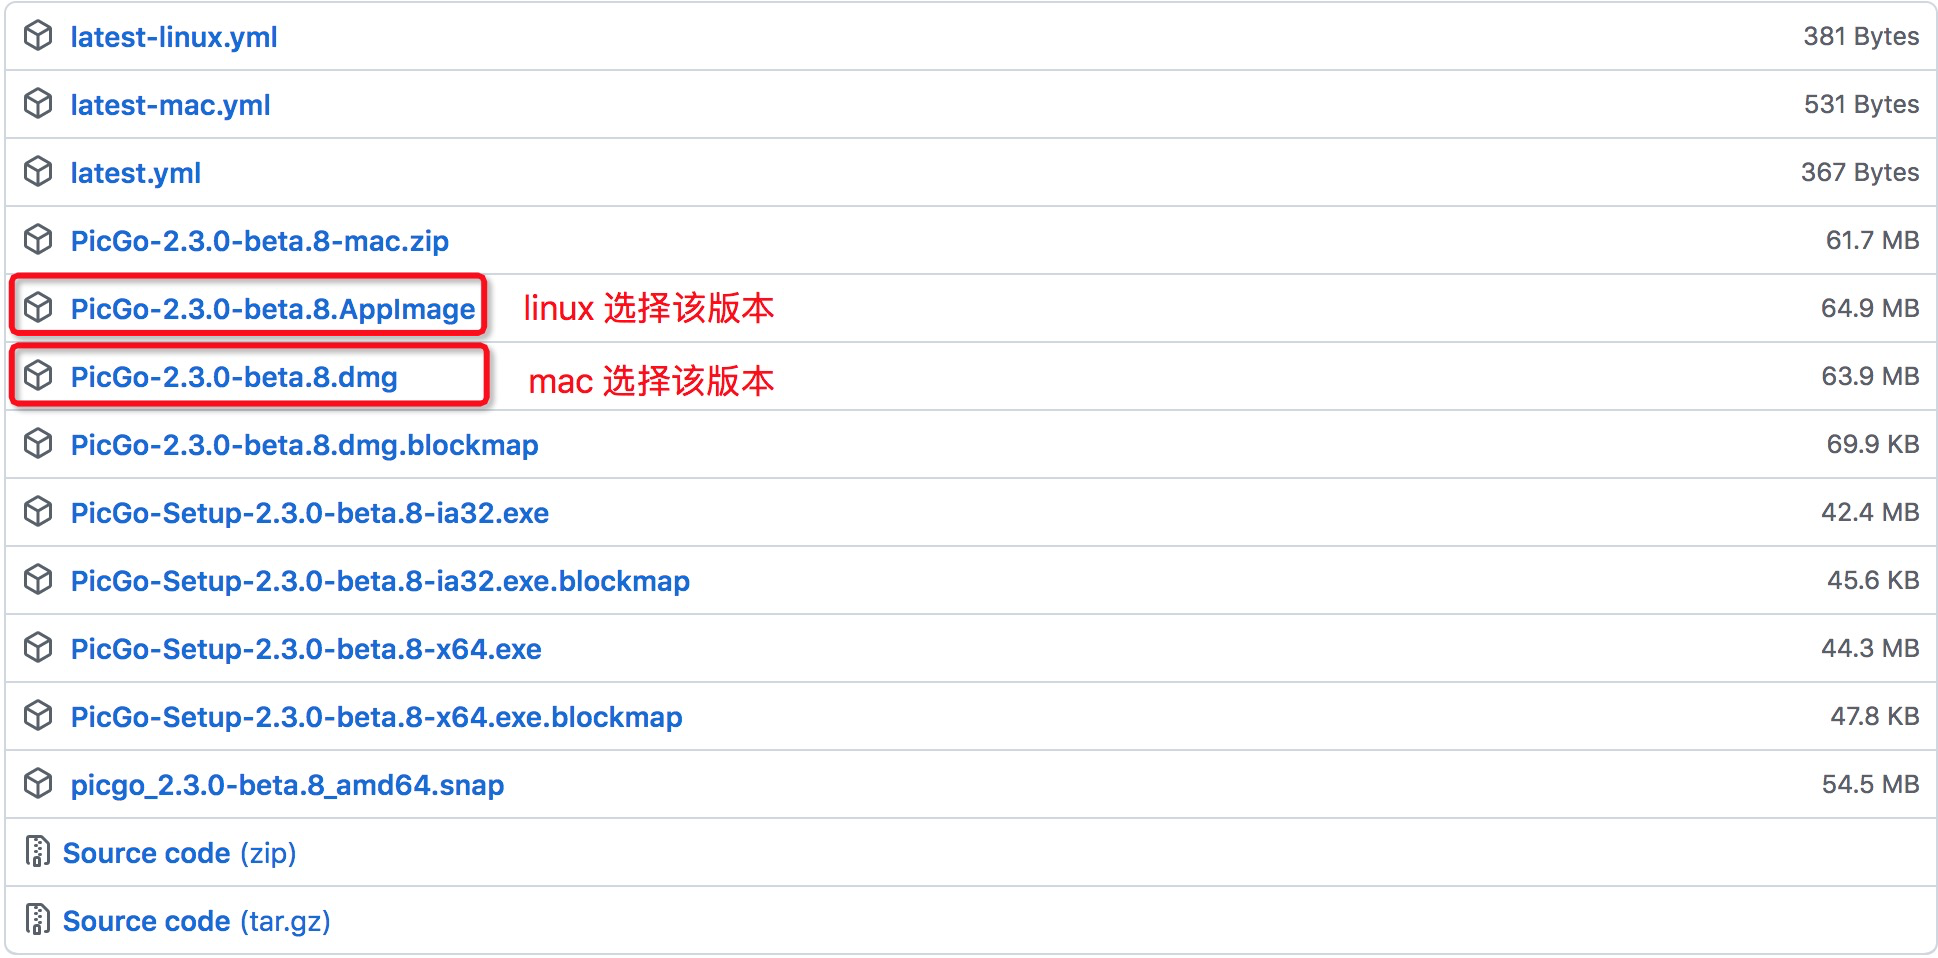 latest-linux.yml 381 Bytes
latest-mac.yml 531 Bytes
latest.yml 367 Bytes
PicGo-2.3.0-beta.8-mac.zip 61.7 MB
PicGo-2.3.0-beta.8.AppImage linux 选择该版本 64.9 MB
PicGo-2.3.0-beta.8.dmg mac 选择该版本 63.9 MB
PicGo-2.3.0-beta.8.dmg.blockmap 69.9 KB
PicGo-Setup-2.3.0-beta.8-ia32.exe 42.4 MB
PicGo-Setup-2.3.0-beta.8-ia32.exe.blockmap 45.6 KB
PicGo-Setup-2.3.0-beta.8-x64.exe 44.3 MB
PicGo-Setup-2.3.0-beta.8-x64.exe.blockmap 47.8 KB
picgo_2.3.0-beta.8_amd64.snap 54.5 MB
Source code (zip)
Source code (tar.gz)